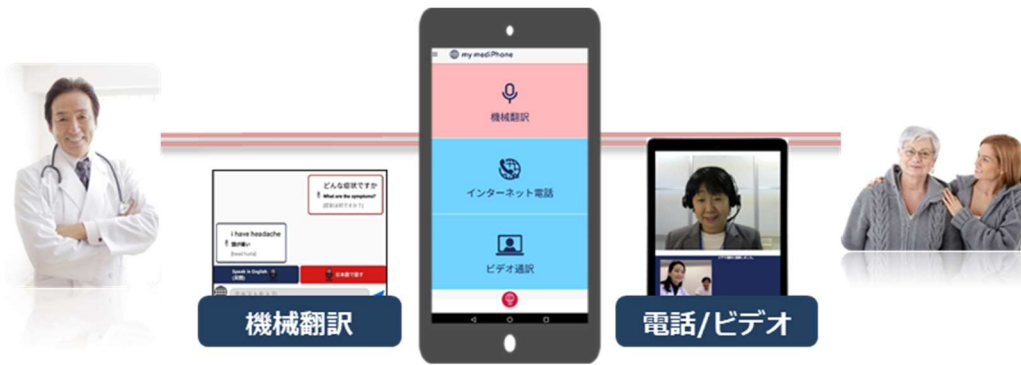 my mediPhone
機械翻訳
インターネット電話
ビデオ通訳
どんな症状ですか
What are the symptoms?
i have headache
頭が痛い
[head hurts]
Speak in English
日本語で話す
機械翻訳
電話/ビデオ